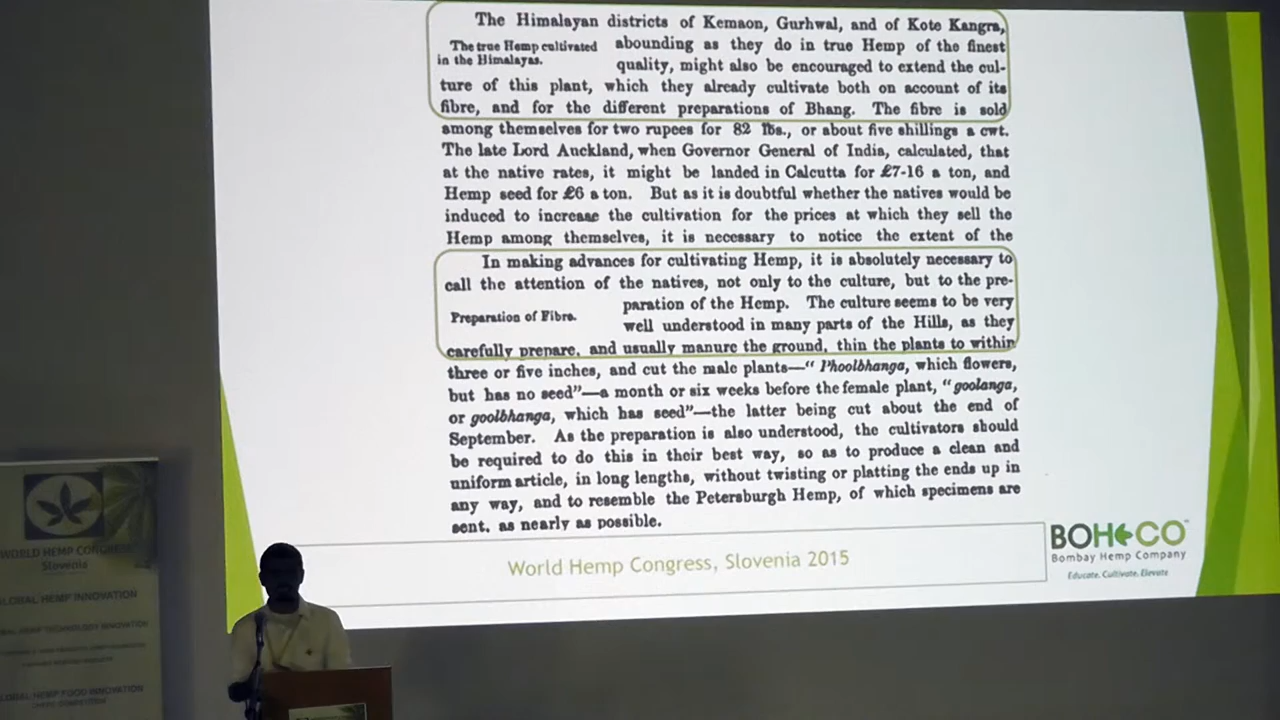 The Himalayan districts of Kemaon, Gurhwal, and of Kote Kangra,
The true Hemp cultivated
in the Himalayas.
abounding as they do in true Hemp of the finest
quality, might also be encouraged to extend the cul-
ture of this plant, which they already cultivate both on account of its
fibre, and for the different preparations of Bhang. The fibre is sold
among themselves for two rupees for 82 lbs., or about five shillings a cwt.
The late Lord Auckland, when Governor General of India, calculated, that
at the native rates, it might be landed in Calcutta for £7-16 a ton, and
Hemp seed for £6 a ton. But as it is doubtful whether the natives would be
induced to increase the cultivation for the prices at which they sell the
Hemp among themselves, it is necessary to notice the extent of the
In making advances for cultivating Hemp, it is absolutely necessary to
call the attention of the natives, not only to the culture, but to the pre-
Preparation of Fibre.
paration of the Hemp. The culture seems to be very
well understood in many parts of the Hills, as they
carefully prepare, and usually manure the ground, thin the plants to within
three or five inches, and cut the male plants—“ Phoolbhanga, which flowers,
but has no seed”—a month or six weeks before the female plant, “goolanga,
or goolbhanga, which has seed”—the latter being cut about the end of
September. As the preparation is also understood, the cultivators should
be required to do this in their best way, so as to produce a clean and
uniform article, in long lengths, without twisting or platting the ends up in
any way, and to resemble the Petersburgh Hemp, of which specimens are
sent, as nearly as possible.
World Hemp Congress, Slovenia 2015
BOHECO
Bombay Hemp Company
Educate. Cultivate. Elevate
WORLD HEMP CONGRESS
Slovenia
GLOBAL HEMP INNOVATION
HEMP TECHNOLOGY INNOVATION
GLOBAL HEMP FOOD INNOVATION